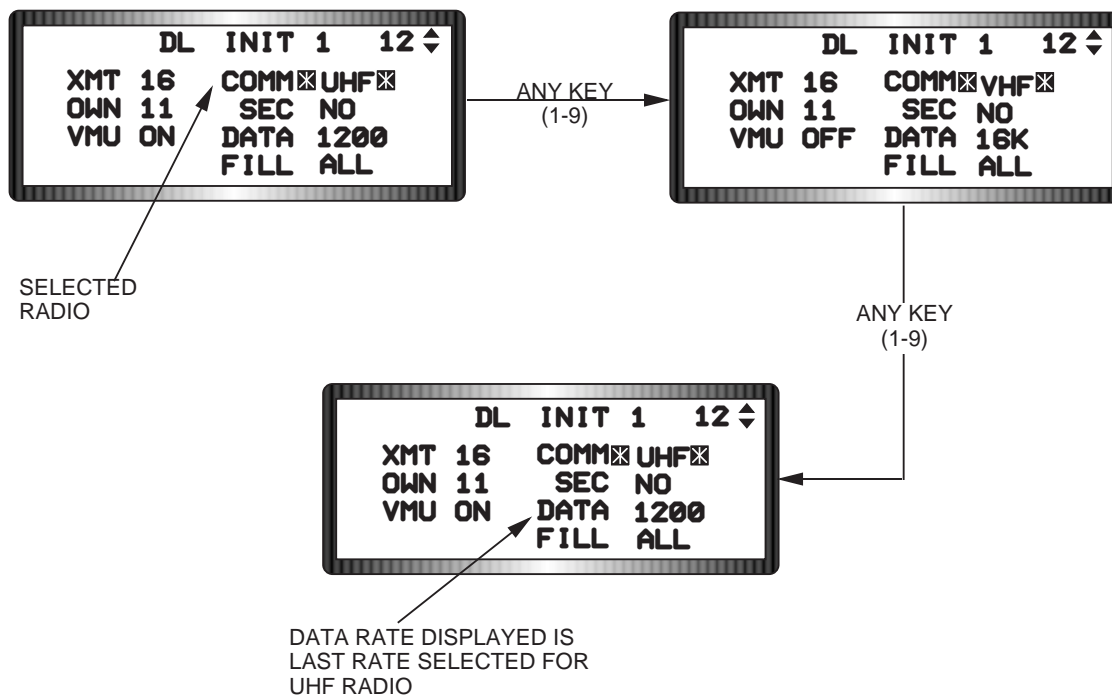 DL INIT 1 12
XMT 16 COMM UHF
OWN 11 SEC NO
VMU ON DATA 1200
FILL ALL
ANY KEY
(1-9)
DL INIT 1 12
XMT 16 COMM VHF
OWN 11 SEC NO
VMU OFF DATA 16K
FILL ALL
SELECTED
RADIO
ANY KEY
(1-9)
DL INIT 1 12
XMT 16 COMM UHF
OWN 11 SEC NO
VMU ON DATA 1200
FILL ALL
DATA RATE DISPLAYED IS
LAST RATE SELECTED FOR
UHF RADIO